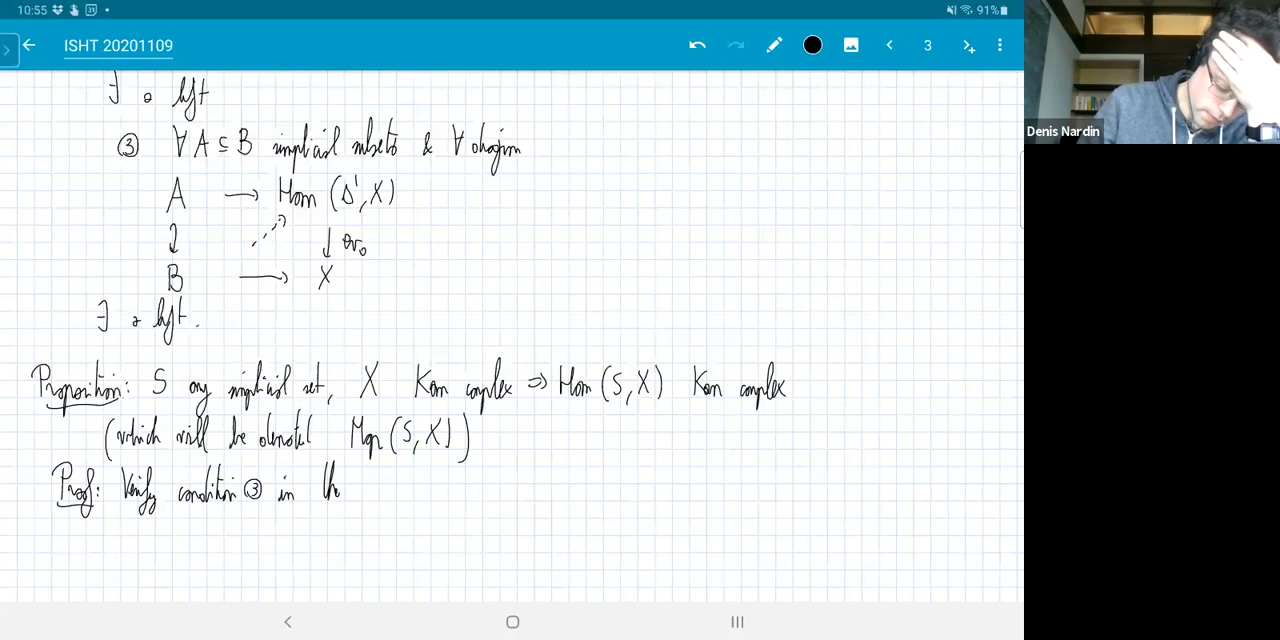 10:55 31 91%
ISHT 20201109
3
Denis Nardin
∃ a lift
③ ∀ A ⊆ B simplicial subsets & ∀ diagram
A → Hom (Δ¹, X)
↓ ev₀
B → X
∃ a lift.
Proposition: S any simplicial set, X Kan complex ⇒ Hom (S, X) Kan complex
(which will be denoted Map (S, X))
Proof: Verify condition ③ in the